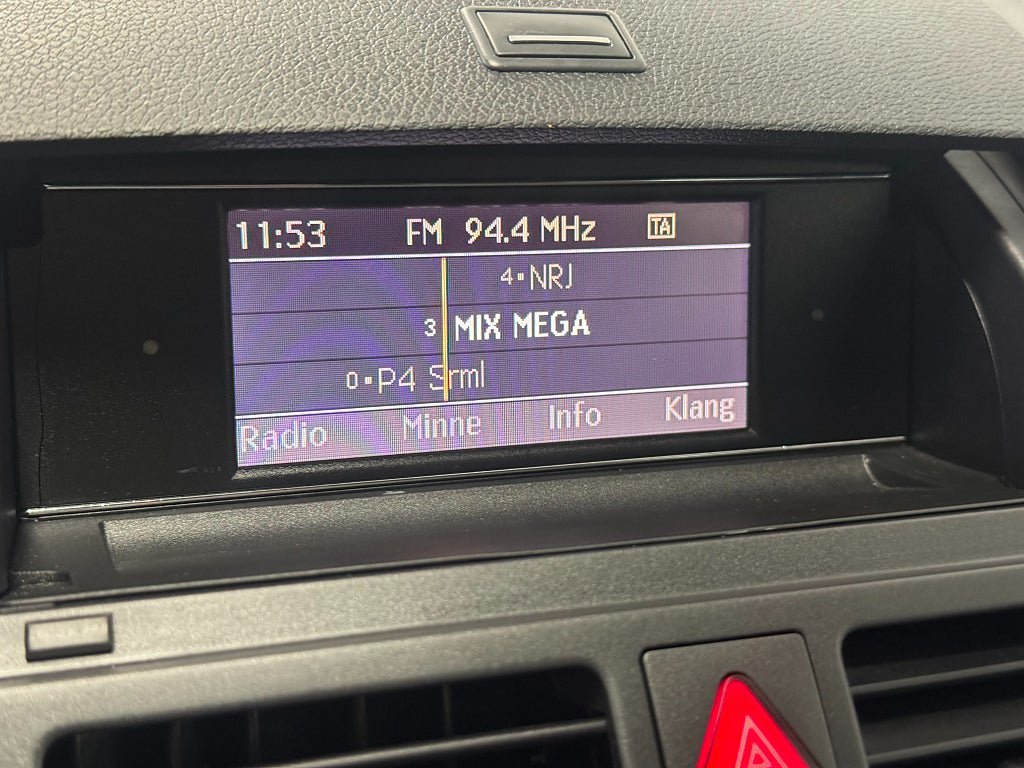 11:53 FM 94.4 MHz TA
4 NRJ
3 MIX MEGA
0 P4 Srml
Radio Minne Info Klang